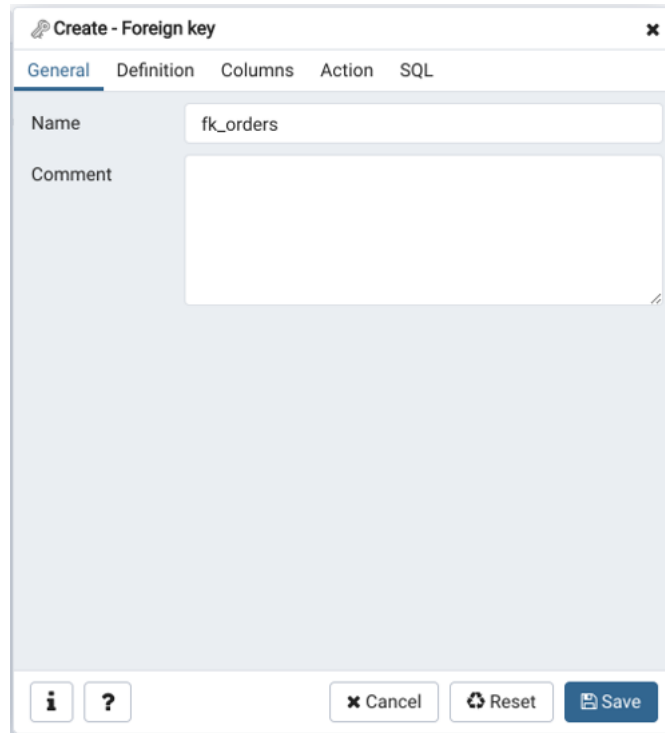 Create - Foreign key
General Definition Columns Action SQL
Name fk_orders
Comment
i ? Cancel Reset Save